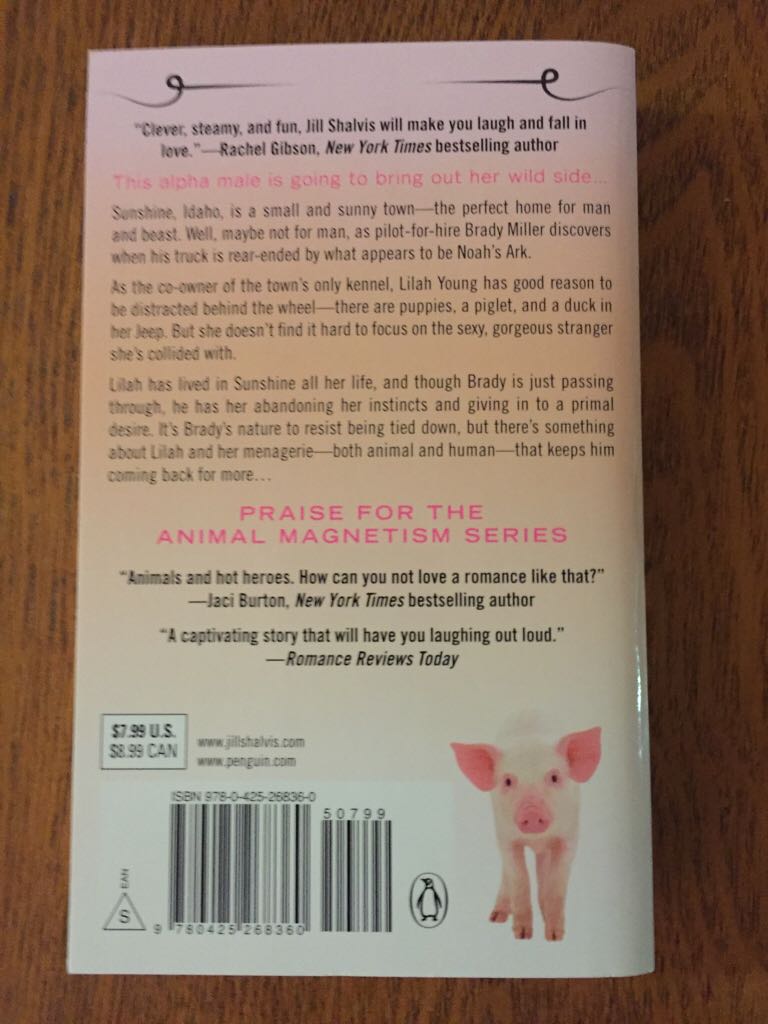 "Clever, steamy, and fun, Jill Shalvis will make you laugh and fall in
love."—Rachel Gibson, New York Times bestselling author
This alpha male is going to bring out her wild side...
Sunshine, Idaho, is a small and sunny town—the perfect home for man
and beast. Well, maybe not for man, as pilot-for-hire Brady Miller discovers
when his truck is rear-ended by what appears to be Noah's Ark.
As the co-owner of the town's only kennel, Lilah Young has good reason to
be distracted behind the wheel—there are puppies, a piglet, and a duck in
her Jeep. But she doesn't find it hard to focus on the sexy, gorgeous stranger
she's collided with.
Lilah has lived in Sunshine all her life, and though Brady is just passing
through, he has her abandoning her instincts and giving in to a primal
desire. It's Brady's nature to resist being tied down, but there's something
about Lilah and her menagerie—both animal and human—that keeps him
coming back for more...
PRAISE FOR THE
ANIMAL MAGNETISM SERIES
"Animals and hot heroes. How can you not love a romance like that?"
—Jaci Burton, New York Times bestselling author
"A captivating story that will have you laughing out loud."
—Romance Reviews Today
$7.99 U.S.
$8.99 CAN
www.jillshalvis.com
www.penguin.com
ISBN 978-0-425-26836-0
50799
EAN
S
9 780425 268360